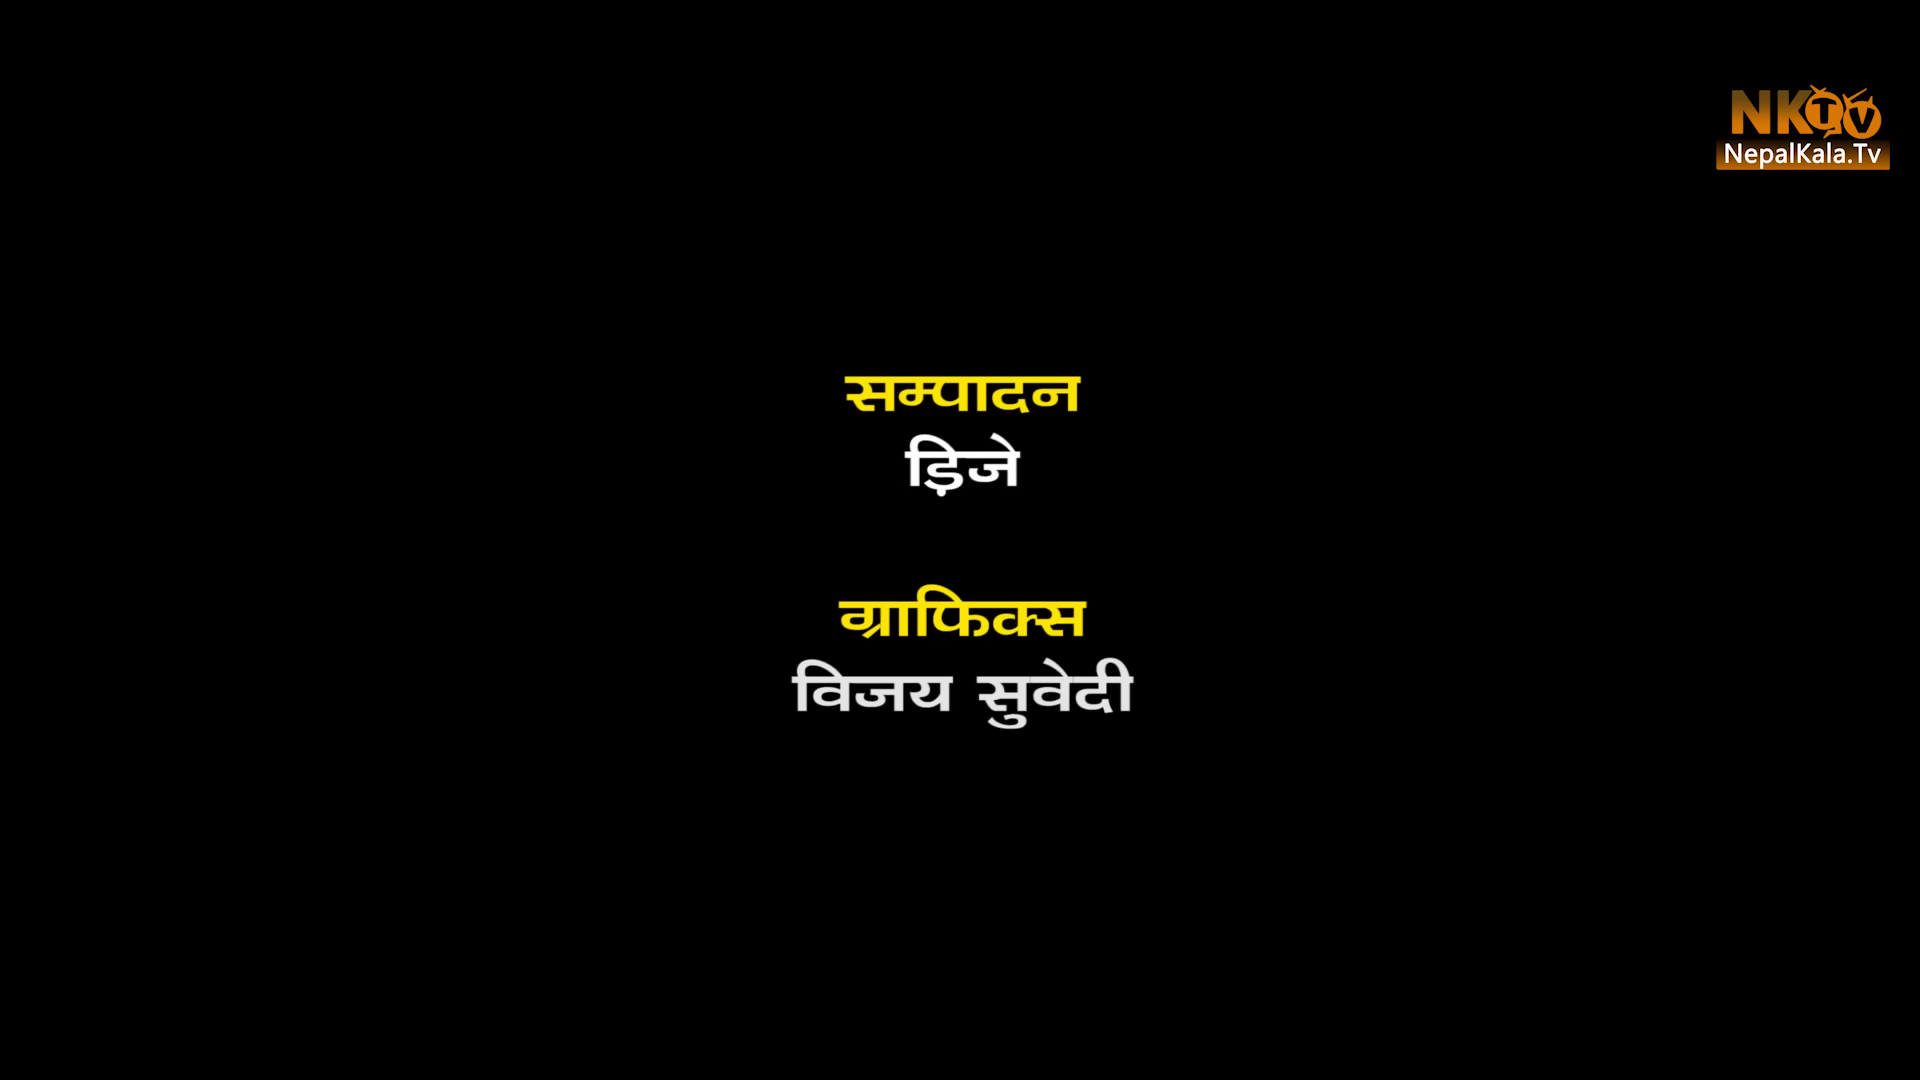 NKTV
NepalKala.Tv
सम्पादन
ड़िजे
ग्राफिक्स
विजय सुवेदी